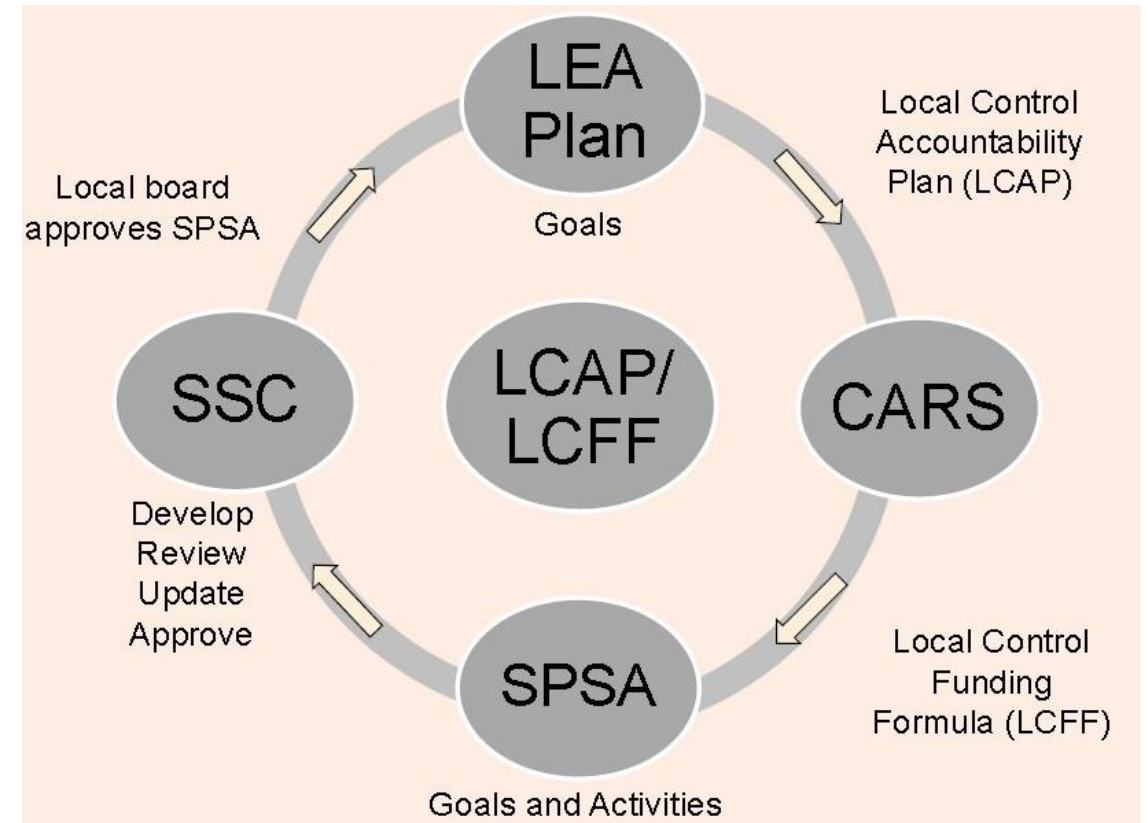 LEA
Plan
Goals
Local Control
Accountability
Plan (LCAP)
Local board
approves SPSA
SSC
LCAP/
LCFF
CARS
Develop
Review
Update
Approve
SPSA
Goals and Activities
Local Control
Funding
Formula (LCFF)